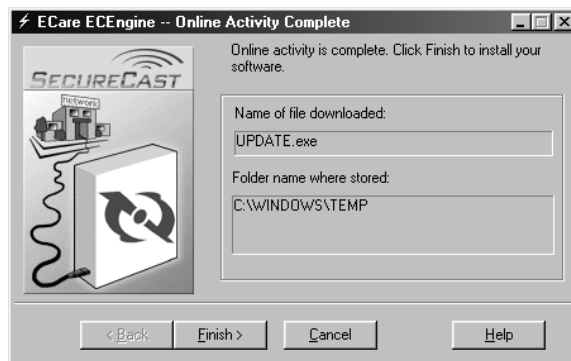 ECare ECEngine -- Online Activity Complete
SECURECAST
network
Online activity is complete. Click Finish to install your
software.
Name of file downloaded:
UPDATE.exe
Folder name where stored:
C:\WINDOWS\TEMP
< Back
Finish >
Cancel
Help